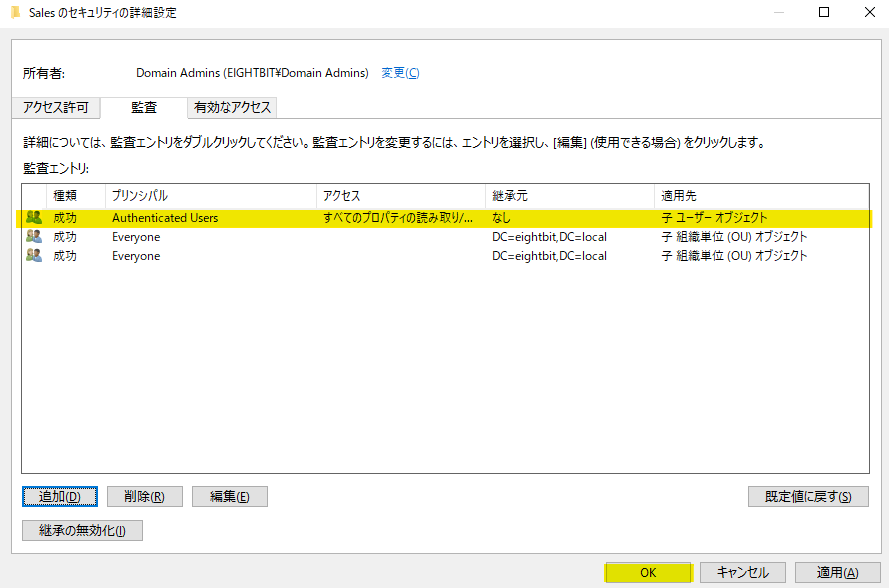 Sales のセキュリティの詳細設定
所有者: Domain Admins (EIGHTBIT¥Domain Admins) 変更(C)
アクセス許可 監査 有効なアクセス
詳細については、監査エントリをダブルクリックしてください。監査エントリを変更するには、エントリを選択し、[編集] (使用できる場合) をクリックします。
監査エントリ:
種類 プリンシパル アクセス 継承元 適用先
成功 Authenticated Users すべてのプロパティの読み取り/... なし 子 ユーザー オブジェクト
成功 Everyone DC=eightbit,DC=local 子 組織単位 (OU) オブジェクト
成功 Everyone DC=eightbit,DC=local 子 組織単位 (OU) オブジェクト
追加(D) 削除(R) 編集(E) 既定値に戻す(S)
継承の無効化(I)
OK キャンセル 適用(A)